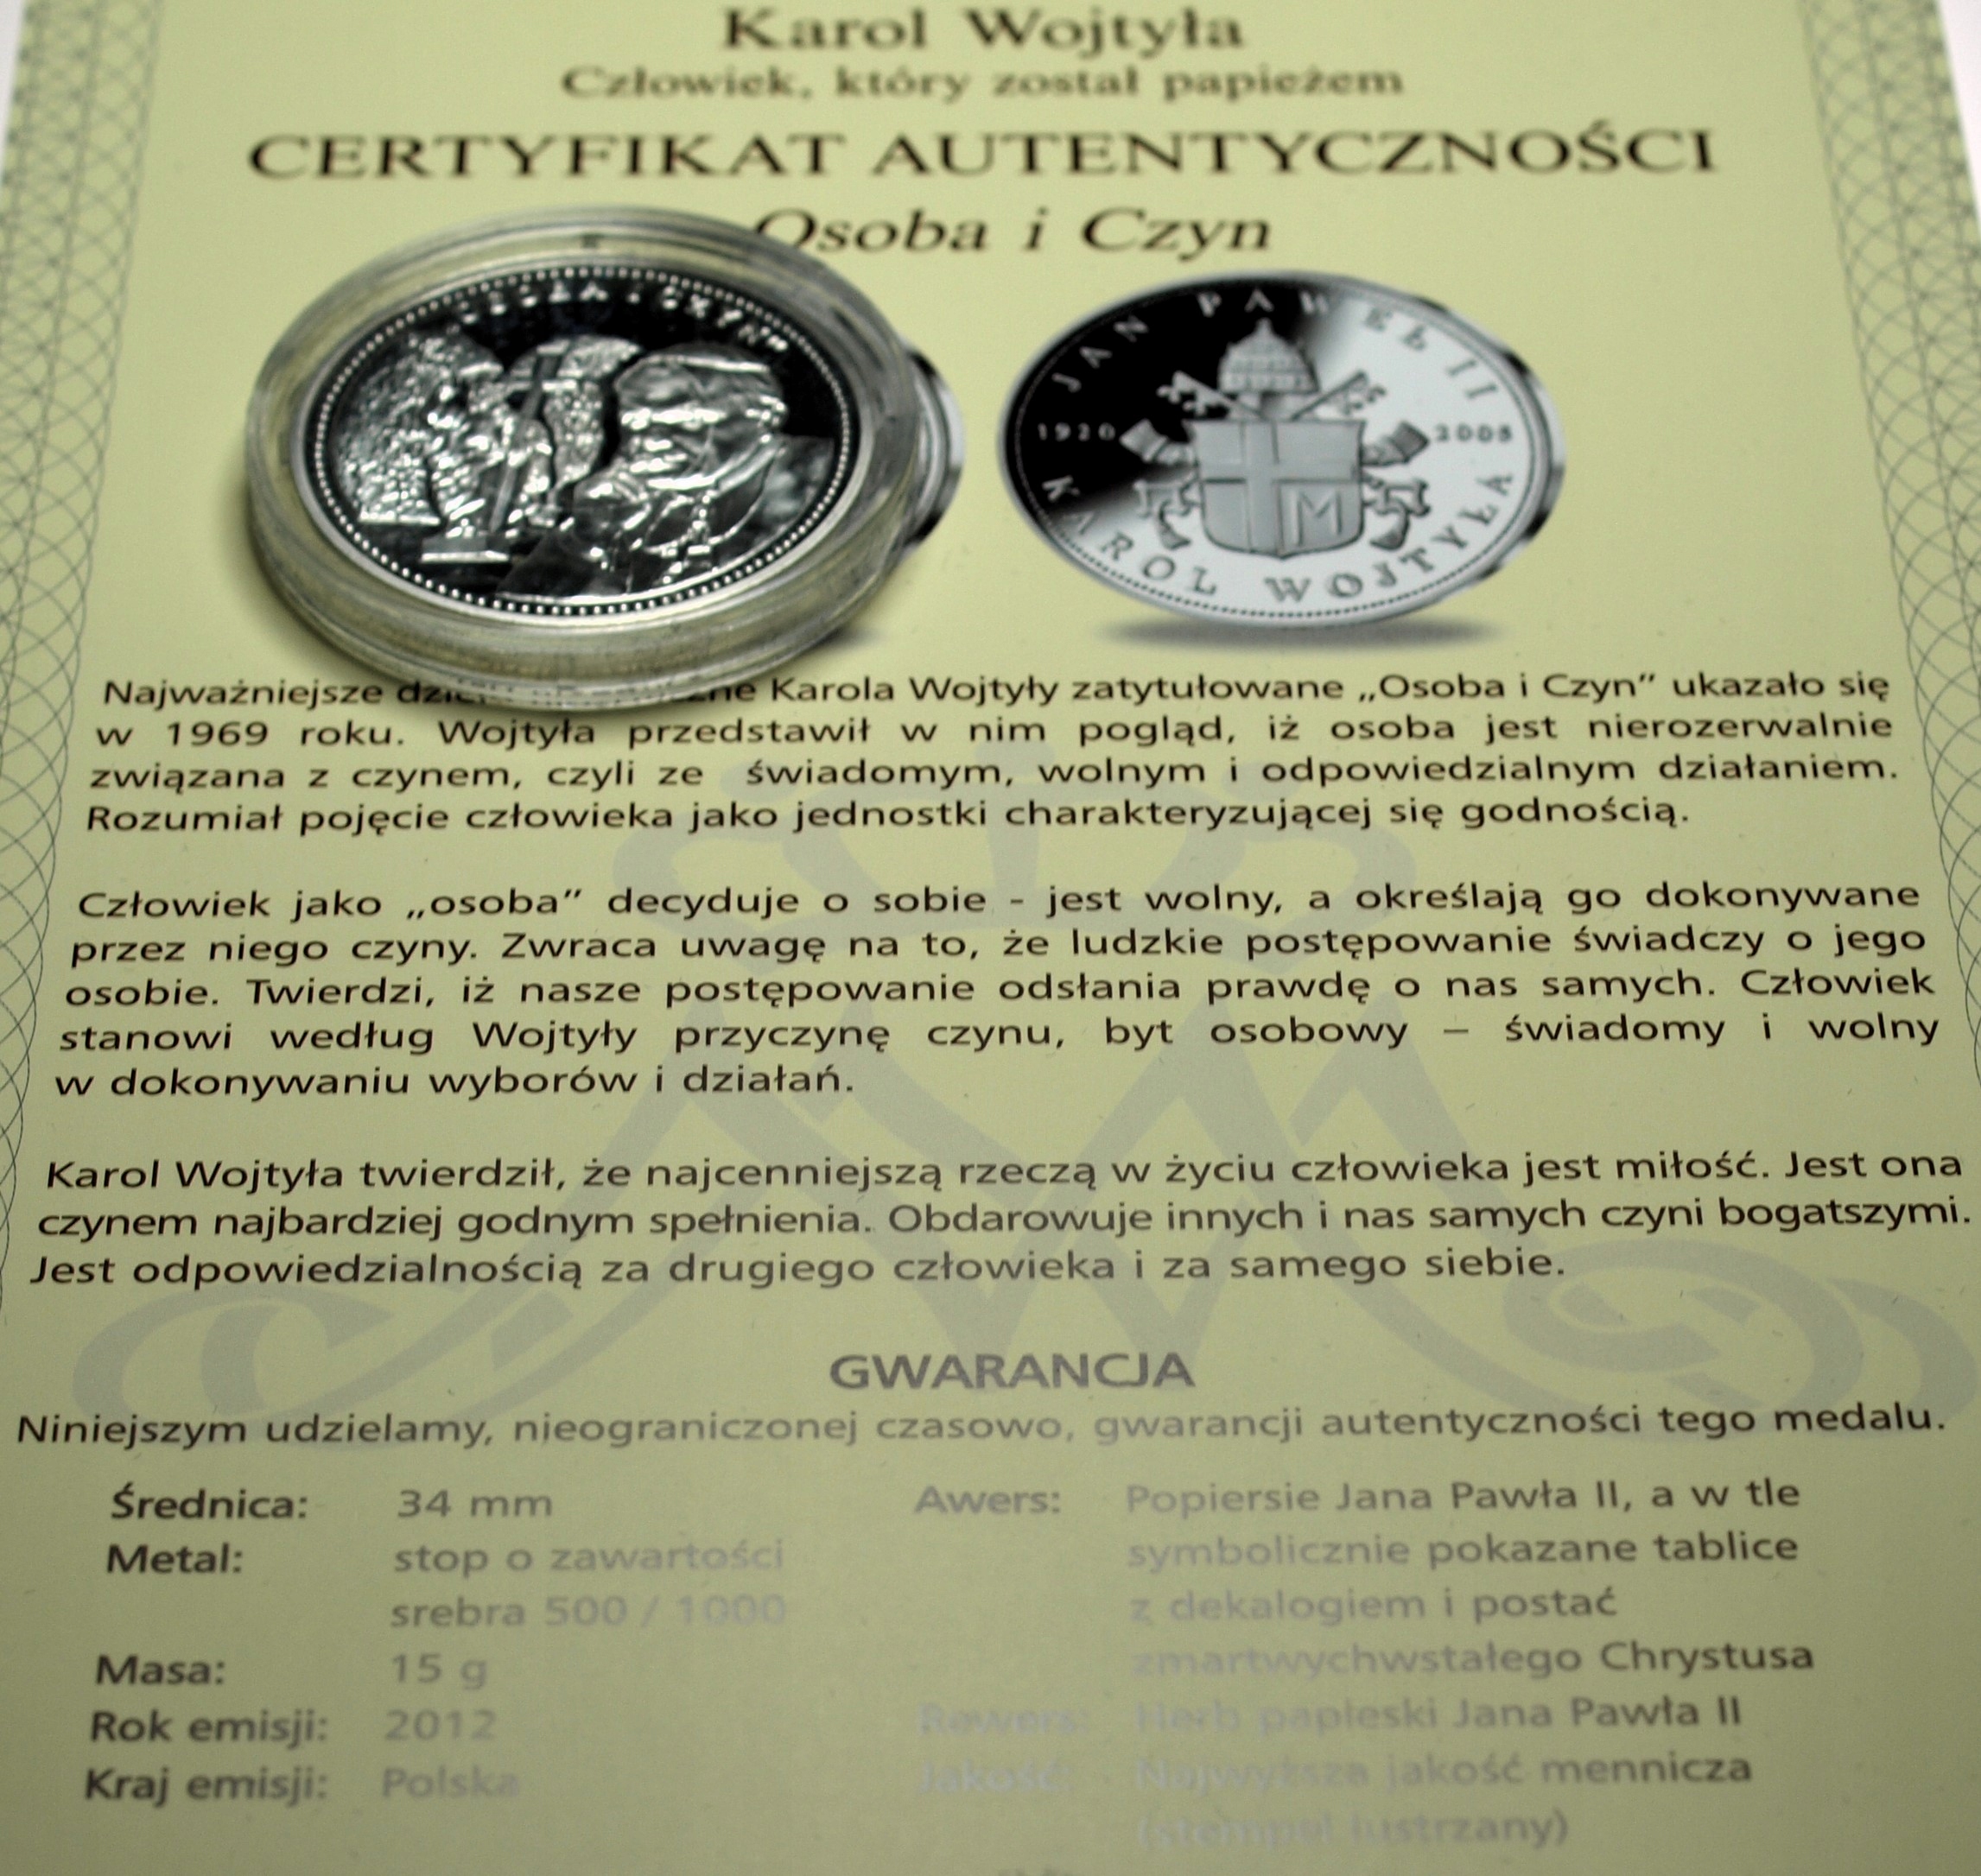 Karol Wojtyła
Człowiek, który został papieżem
CERTYFIKAT AUTENTYCZNOŚCI
Osoba i Czyn
OSOBA I CZYN
JAN PAWEŁ II
1920 2005
KAROL WOJTYŁA
Najważniejsze Karola Wojtyły zatytułowane „Osoba i Czyn” ukazało się
w 1969 roku. Wojtyła przedstawił w nim pogląd, iż osoba jest nierozerwalnie
związana z czynem, czyli ze świadomym, wolnym i odpowiedzialnym działaniem.
Rozumiał pojęcie człowieka jako jednostki charakteryzującej się godnością.
Człowiek jako „osoba” decyduje o sobie - jest wolny, a określają go dokonywane
przez niego czyny. Zwraca uwagę na to, że ludzkie postępowanie świadczy o jego
osobie. Twierdzi, iż nasze postępowanie odsłania prawdę o nas samych. Człowiek
stanowi według Wojtyły przyczynę czynu, byt osobowy – świadomy i wolny
w dokonywaniu wyborów i działań.
Karol Wojtyła twierdził, że najcenniejszą rzeczą w życiu człowieka jest miłość. Jest ona
czynem najbardziej godnym spełnienia. Obdarowuje innych i nas samych czyni bogatszymi.
Jest odpowiedzialnością za drugiego człowieka i za samego siebie.
GWARANCJA
Niniejszym udzielamy, nieograniczonej czasowo, gwarancji autentyczności tego medalu.
Średnica: 34 mm
Metal: stop o zawartości
srebra 500 / 1000
Masa: 15 g
Rok emisji: 2012
Kraj emisji: Polska
Awers: Popiersie Jana Pawła II, a w tle
symbolicznie pokazane tablice
z dekalogiem i postać
zmartwychwstałego Chrystusa
Rewers: Herb papieski Jana Pawła II
Jakość: Najwyższa jakość mennicza
(stempel lustrzany)